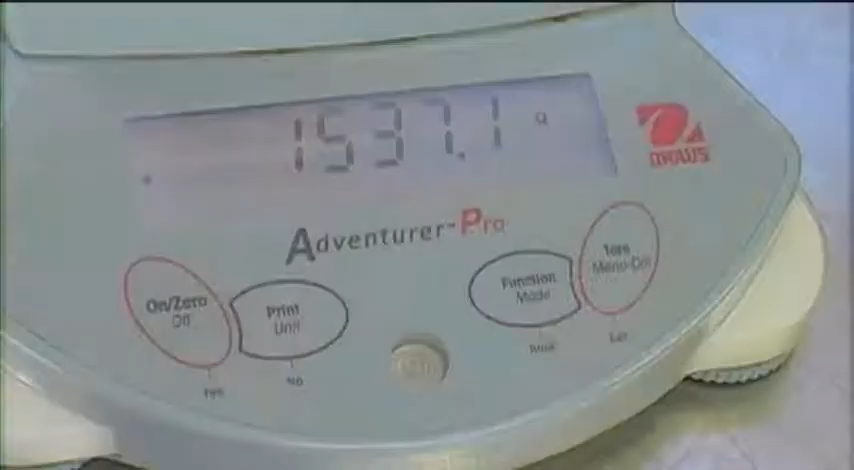 1537.1 g
OHAUS
Adventurer-Pro
On/Zero
Off
Print
Unit
Function
Mode
Tare
Menu-Cal
Yes
No
Back
Exit